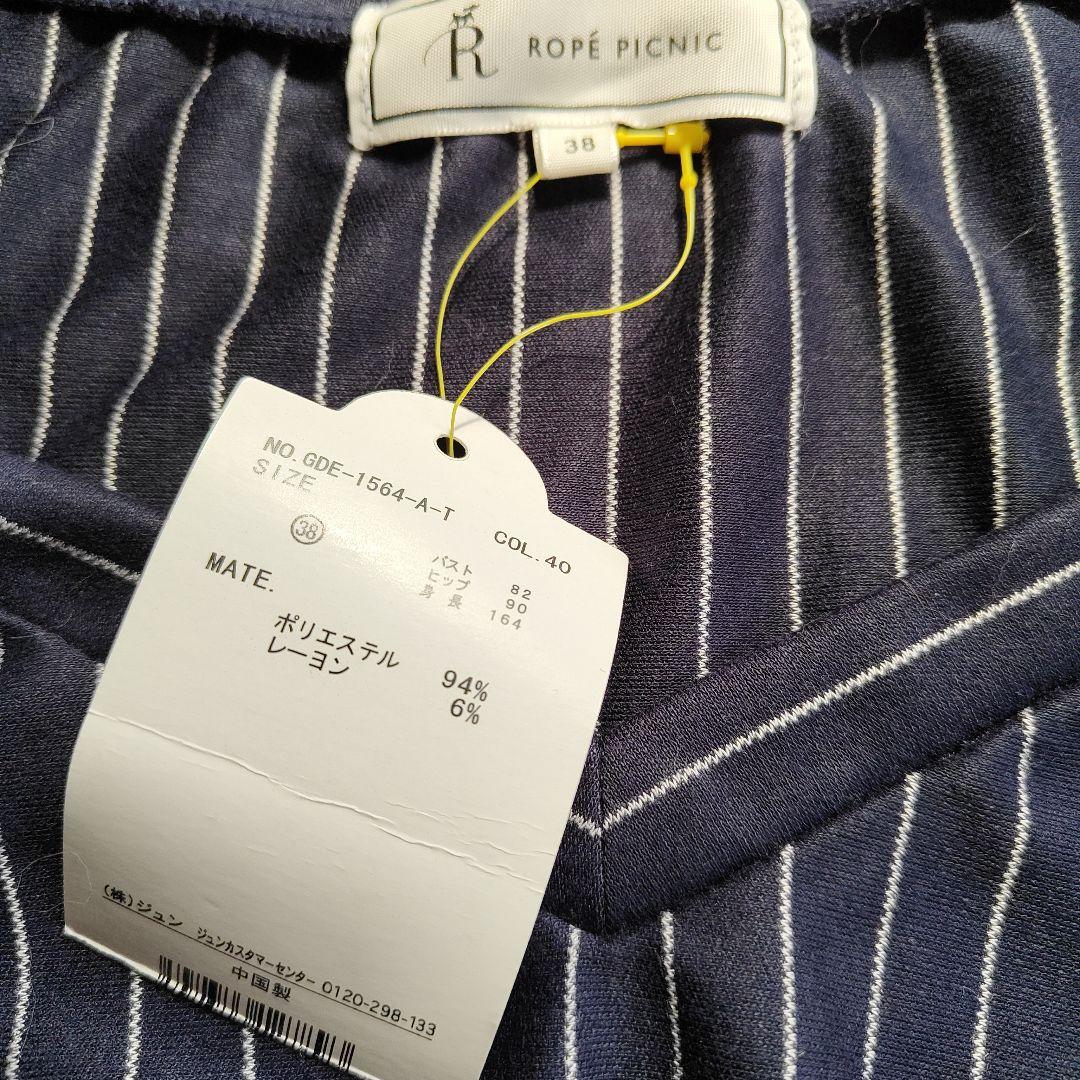 R ROPÉ PICNIC
38
NO.GDE-1564-A-T COL.40
SIZE
38
バスト 82
ヒップ 90
身長 164
MATE.
ポリエステル 94%
レーヨン 6%
(株)ジュン ジュンカスタマーセンター 0120-298-133
中国製